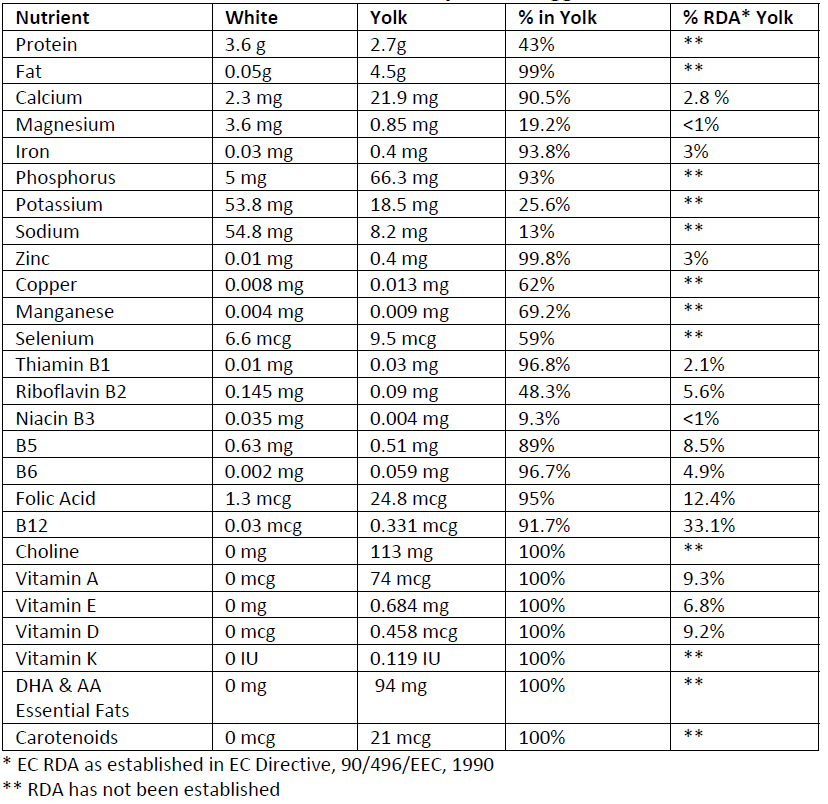 Nutrient White Yolk % in Yolk % RDA* Yolk
Protein 3.6 g 2.7g 43% **
Fat 0.05g 4.5g 99% **
Calcium 2.3 mg 21.9 mg 90.5% 2.8 %
Magnesium 3.6 mg 0.85 mg 19.2% <1%
Iron 0.03 mg 0.4 mg 93.8% 3%
Phosphorus 5 mg 66.3 mg 93% **
Potassium 53.8 mg 18.5 mg 25.6% **
Sodium 54.8 mg 8.2 mg 13% **
Zinc 0.01 mg 0.4 mg 99.8% 3%
Copper 0.008 mg 0.013 mg 62% **
Manganese 0.004 mg 0.009 mg 69.2% **
Selenium 6.6 mcg 9.5 mcg 59% **
Thiamin B1 0.01 mg 0.03 mg 96.8% 2.1%
Riboflavin B2 0.145 mg 0.09 mg 48.3% 5.6%
Niacin B3 0.035 mg 0.004 mg 9.3% <1%
B5 0.63 mg 0.51 mg 89% 8.5%
B6 0.002 mg 0.059 mg 96.7% 4.9%
Folic Acid 1.3 mcg 24.8 mcg 95% 12.4%
B12 0.03 mcg 0.331 mcg 91.7% 33.1%
Choline 0 mg 113 mg 100% **
Vitamin A 0 mcg 74 mcg 100% 9.3%
Vitamin E 0 mg 0.684 mg 100% 6.8%
Vitamin D 0 mcg 0.458 mcg 100% 9.2%
Vitamin K 0 IU 0.119 IU 100% **
DHA & AA 0 mg 94 mg 100% **
Essential Fats
Carotenoids 0 mcg 21 mcg 100% **
* EC RDA as established in EC Directive, 90/496/EEC, 1990
** RDA has not been established